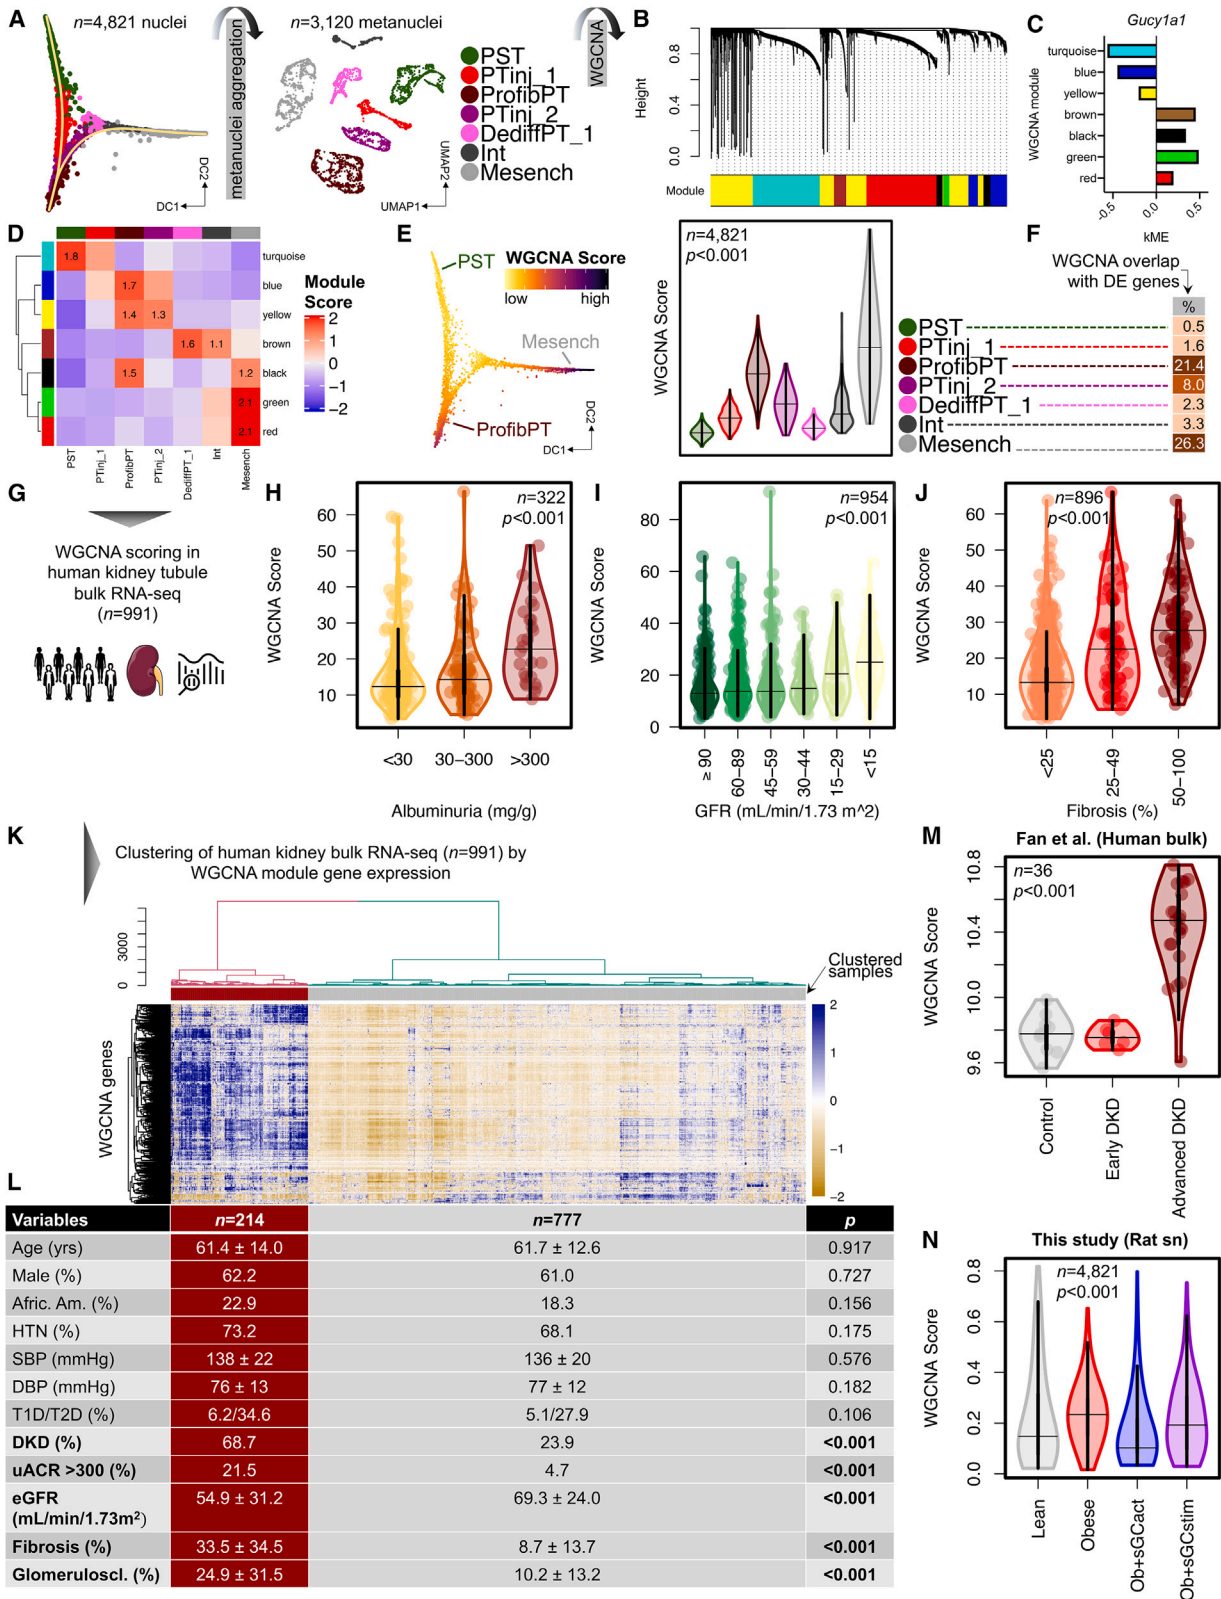 A
n=4,821 nuclei
metanuclei aggregation
n=3,120 metanuclei
WGCNA
PST
PTinj_1
ProfibPT
PTinj_2
DediffPT_1
Int
Mesench
DC2
DC1
UMAP2
UMAP1
B
Height
0.8
0.4
0.0
Module
C
Gucy1a1
WGCNA module
turquoise
blue
yellow
brown
black
green
red
-0.5
0.0
0.5
kME
D
1.8
turquoise
1.7
blue
1.4
1.3
yellow
1.6
1.1
brown
1.5
1.2
black
2.1
green
2.1
red
PST
PTinj_1
ProfibPT
PTinj_2
DediffPT_1
Int
Mesench
Module
Score
2
1
0
−1
−2
E
PST
WGCNA Score
low
high
Mesench
ProfibPT
DC2
DC1
n=4,821
p<0.001
WGCNA Score
F
WGCNA overlap
with DE genes
%
PST 0.5
PTinj_1 1.6
ProfibPT 21.4
PTinj_2 8.0
DediffPT_1 2.3
Int 3.3
Mesench 26.3
G
WGCNA scoring in
human kidney tubule
bulk RNA-seq
(n=991)
H
n=322
p<0.001
WGCNA Score
60
50
40
30
20
10
<30
30−300
>300
Albuminuria (mg/g)
I
n=954
p<0.001
WGCNA Score
80
60
40
20
0
≥90
60−89
45−59
30−44
15−29
<15
GFR (mL/min/1.73 m^2)
J
n=896
p<0.001
WGCNA Score
60
50
40
30
20
10
<25
25−49
50−100
Fibrosis (%)
K
Clustering of human kidney bulk RNA-seq (n=991) by
WGCNA module gene expression
3000
0
Clustered
samples
WGCNA genes
2
1
0
−1
−2
L
Variables n=214 n=777 p
Age (yrs) 61.4 ± 14.0 61.7 ± 12.6 0.917
Male (%) 62.2 61.0 0.727
Afric. Am. (%) 22.9 18.3 0.156
HTN (%) 73.2 68.1 0.175
SBP (mmHg) 138 ± 22 136 ± 20 0.576
DBP (mmHg) 76 ± 13 77 ± 12 0.182
T1D/T2D (%) 6.2/34.6 5.1/27.9 0.106
DKD (%) 68.7 23.9 <0.001
uACR >300 (%) 21.5 4.7 <0.001
eGFR 54.9 ± 31.2 69.3 ± 24.0 <0.001
(mL/min/1.73m²)
Fibrosis (%) 33.5 ± 34.5 8.7 ± 13.7 <0.001
Glomeruloscl. (%) 24.9 ± 31.5 10.2 ± 13.2 <0.001
M
Fan et al. (Human bulk)
n=36
p<0.001
WGCNA Score
10.8
10.4
10.0
9.6
Control
Early DKD
Advanced DKD
N
This study (Rat sn)
n=4,821
p<0.001
WGCNA Score
0.8
0.6
0.4
0.2
0.0
Lean
Obese
Ob+sGCact
Ob+sGCstim